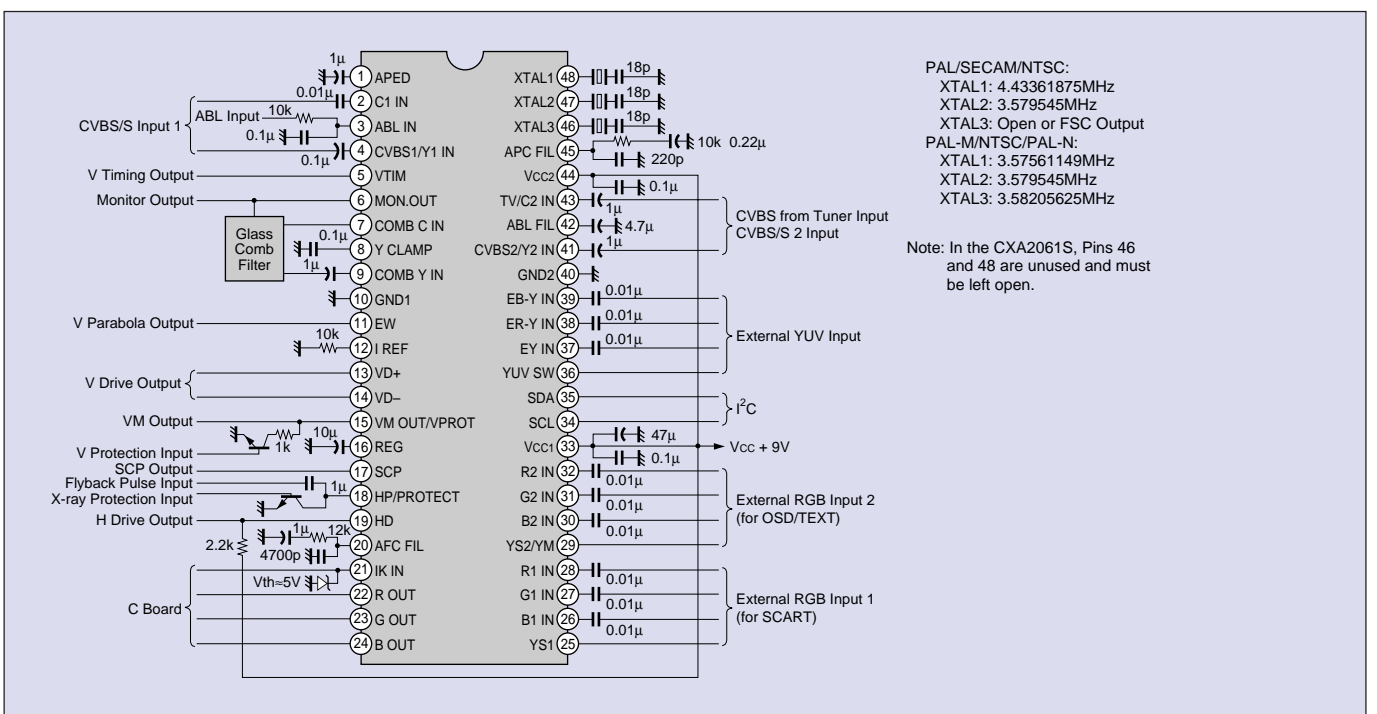 1μ
1 APED
0.01μ
2 C1 IN
CVBS/S Input 1
ABL Input
10k
3 ABL IN
0.1μ
4 CVBS1/Y1 IN
0.1μ
V Timing Output
5 VTIM
Monitor Output
6 MON.OUT
7 COMB C IN
Glass
Comb
Filter
0.1μ
8 Y CLAMP
1μ
9 COMB Y IN
10 GND1
V Parabola Output
11 EW
10k
12 I REF
V Drive Output
13 VD+
14 VD–
VM Output
15 VM OUT/VPROT
1k
V Protection Input
10μ
16 REG
SCP Output
17 SCP
Flyback Pulse Input
1μ
X-ray Protection Input
18 HP/PROTECT
H Drive Output
19 HD
2.2k
1μ
12k
20 AFC FIL
4700p
Vth≈5V
21 IK IN
22 R OUT
C Board
23 G OUT
24 B OUT
XTAL1 48
18p
XTAL2 47
18p
XTAL3 46
18p
APC FIL 45
10k 0.22μ
220p
VCC2 44
0.1μ
TV/C2 IN 43
1μ
ABL FIL 42
4.7μ
CVBS2/Y2 IN 41
1μ
CVBS from Tuner Input
CVBS/S 2 Input
GND2 40
EB-Y IN 39
0.01μ
ER-Y IN 38
0.01μ
EY IN 37
0.01μ
External YUV Input
YUV SW 36
SDA 35
SCL 34
I2C
VCC1 33
47μ
0.1μ
VCC + 9V
R2 IN 32
0.01μ
G2 IN 31
0.01μ
B2 IN 30
0.01μ
External RGB Input 2
(for OSD/TEXT)
YS2/YM 29
R1 IN 28
0.01μ
G1 IN 27
0.01μ
B1 IN 26
0.01μ
External RGB Input 1
(for SCART)
YS1 25
PAL/SECAM/NTSC:
XTAL1: 4.43361875MHz
XTAL2: 3.579545MHz
XTAL3: Open or FSC Output
PAL-M/NTSC/PAL-N:
XTAL1: 3.57561149MHz
XTAL2: 3.579545MHz
XTAL3: 3.58205625MHz
Note: In the CXA2061S, Pins 46
and 48 are unused and must
be left open.